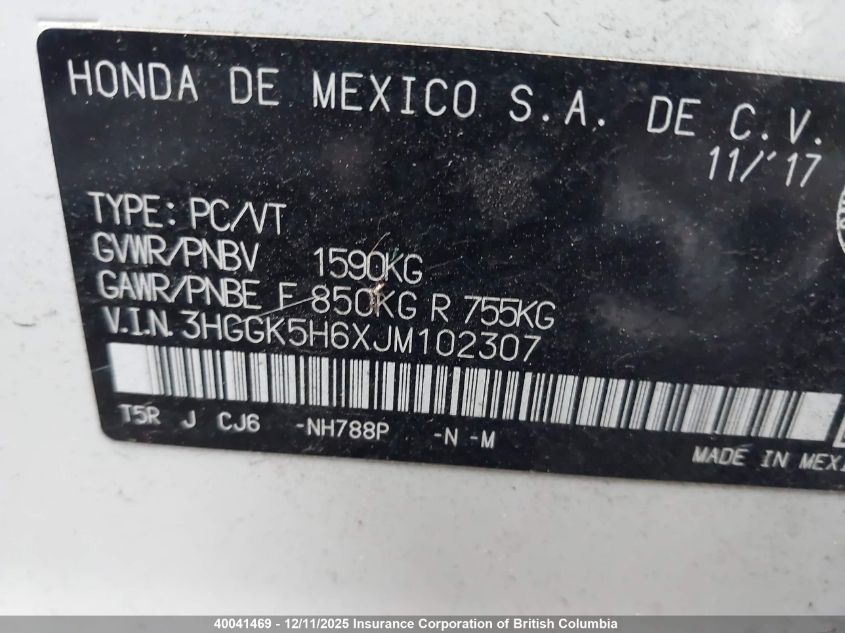 HONDA DE MEXICO S.A. DE C.V.
11/'17
TYPE: PC/VT
GVWR/PNBV 1590KG
GAWR/PNBE F 850KG R 755KG
V.I.N. 3HGGK5H6XJM102307
T5R J CJ6 -NH788P -N -M
MADE IN MEXI
40041469 - 12/11/2025 Insurance Corporation of British Columbia